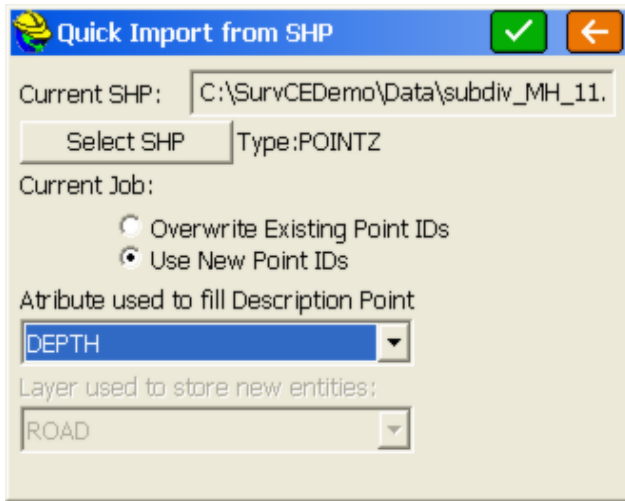 Quick Import from SHP
Current SHP: C:\SurvCEDemo\Data\subdiv_MH_11.
Select SHP Type:POINTZ
Current Job:
Overwrite Existing Point IDs
Use New Point IDs
Atribute used to fill Description Point
DEPTH
Layer used to store new entities:
ROAD